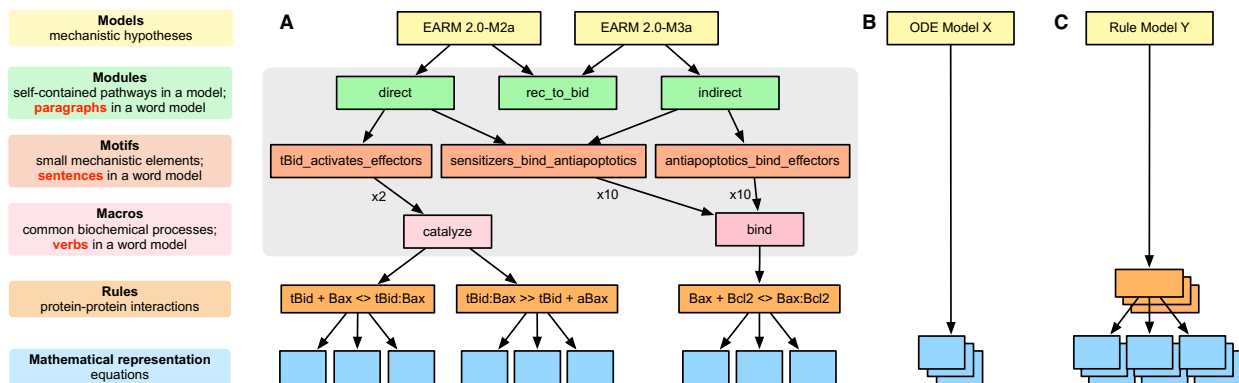 Models
mechanistic hypotheses
Modules
self-contained pathways in a model;
paragraphs in a word model
Motifs
small mechanistic elements;
sentences in a word model
Macros
common biochemical processes;
verbs in a word model
Rules
protein-protein interactions
Mathematical representation
equations
A
EARM 2.0-M2a
EARM 2.0-M3a
direct
rec_to_bid
indirect
tBid_activates_effectors
sensitizers_bind_antiapoptotics
antiapoptotics_bind_effectors
x2
x10
x10
catalyze
bind
tBid + Bax <> tBid:Bax
tBid:Bax >> tBid + aBax
Bax + Bcl2 <> Bax:Bcl2
B
ODE Model X
C
Rule Model Y